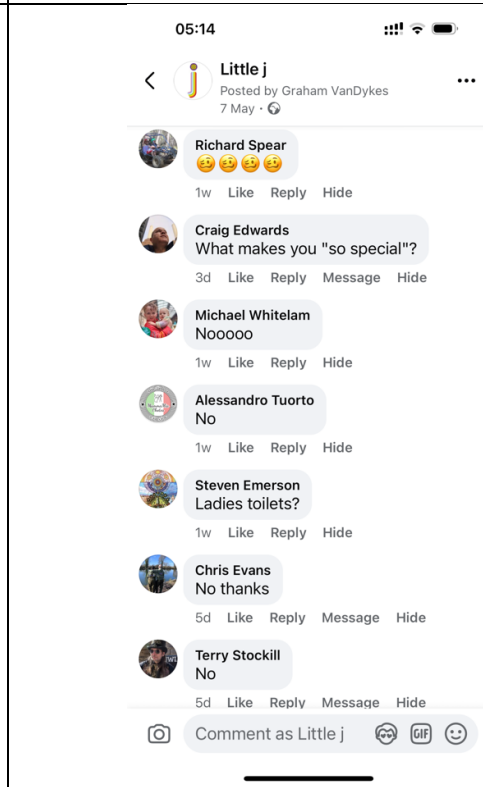 05:14
Little j
Posted by Graham VanDykes
7 May ·
Richard Spear
1w Like Reply Hide
Craig Edwards
What makes you "so special"?
3d Like Reply Message Hide
Michael Whitelam
Nooooo
1w Like Reply Hide
Alessandro Tuorto
No
1w Like Reply Hide
Steven Emerson
Ladies toilets?
1w Like Reply Hide
Chris Evans
No thanks
5d Like Reply Message Hide
Terry Stockill
No
5d Like Reply Message Hide
Comment as Little j GIF